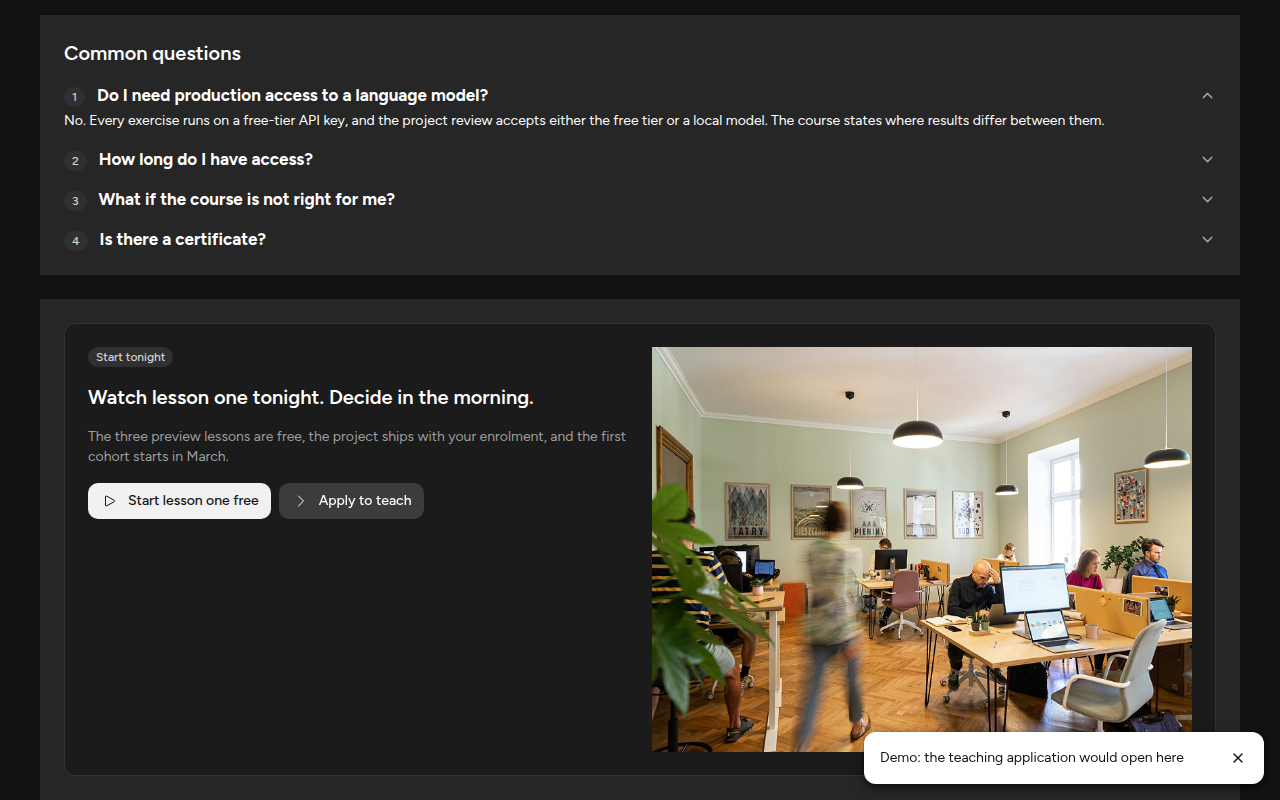 Common questions
1 Do I need production access to a language model?
No. Every exercise runs on a free-tier API key, and the project review accepts either the free tier or a local model. The course states where results differ between them.
2 How long do I have access?
3 What if the course is not right for me?
4 Is there a certificate?
Start tonight
Watch lesson one tonight. Decide in the morning.
The three preview lessons are free, the project ships with your enrolment, and the first
cohort starts in March.
Start lesson one free
Apply to teach
TATRY
PIENINY
Demo: the teaching application would open here